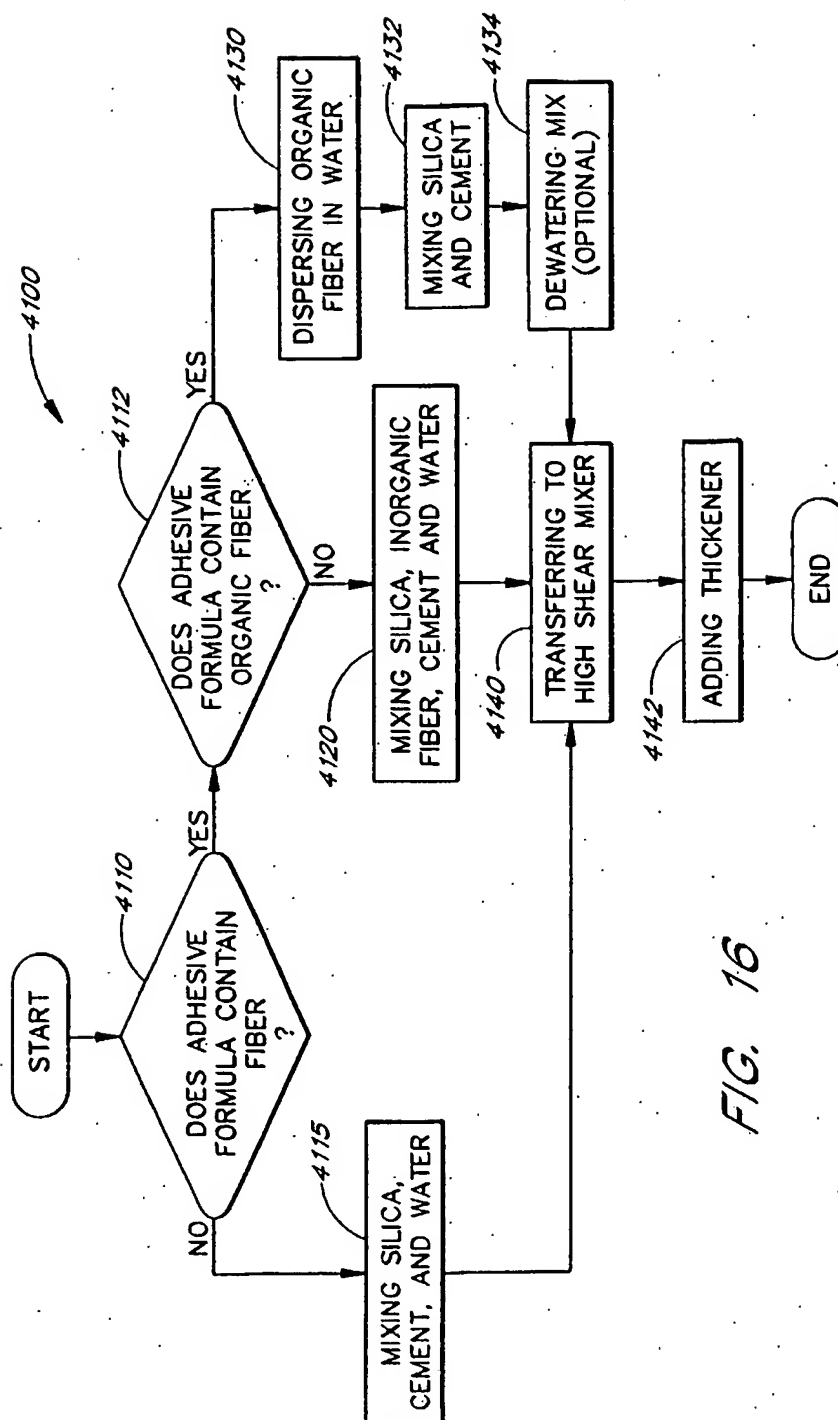 4100
START
4110
DOES ADHESIVE
FORMULA CONTAIN
FIBER
?
NO
YES
4112
DOES ADHESIVE
FORMULA CONTAIN
ORGANIC FIBER
?
YES
NO
4115
MIXING SILICA,
CEMENT, AND WATER
4120
MIXING SILICA, INORGANIC
FIBER, CEMENT AND WATER
4130
DISPERSING ORGANIC
FIBER IN WATER
4132
MIXING SILICA
AND CEMENT
4134
DEWATERING MIX
(OPTIONAL)
4140
TRANSFERRING TO
HIGH SHEAR MIXER
4142
ADDING THICKENER
END
FIG. 16